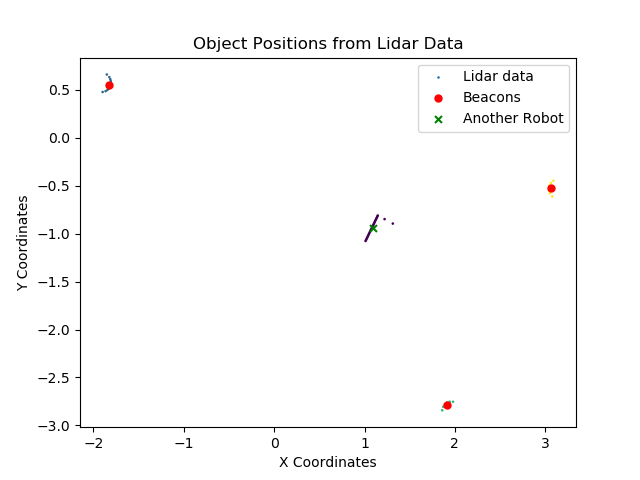 Object Positions from Lidar Data
Lidar data
Beacons
Another Robot
0.5
0.0
−0.5
−1.0
−1.5
−2.0
−2.5
−3.0
Y Coordinates
−2
−1
0
1
2
3
X Coordinates